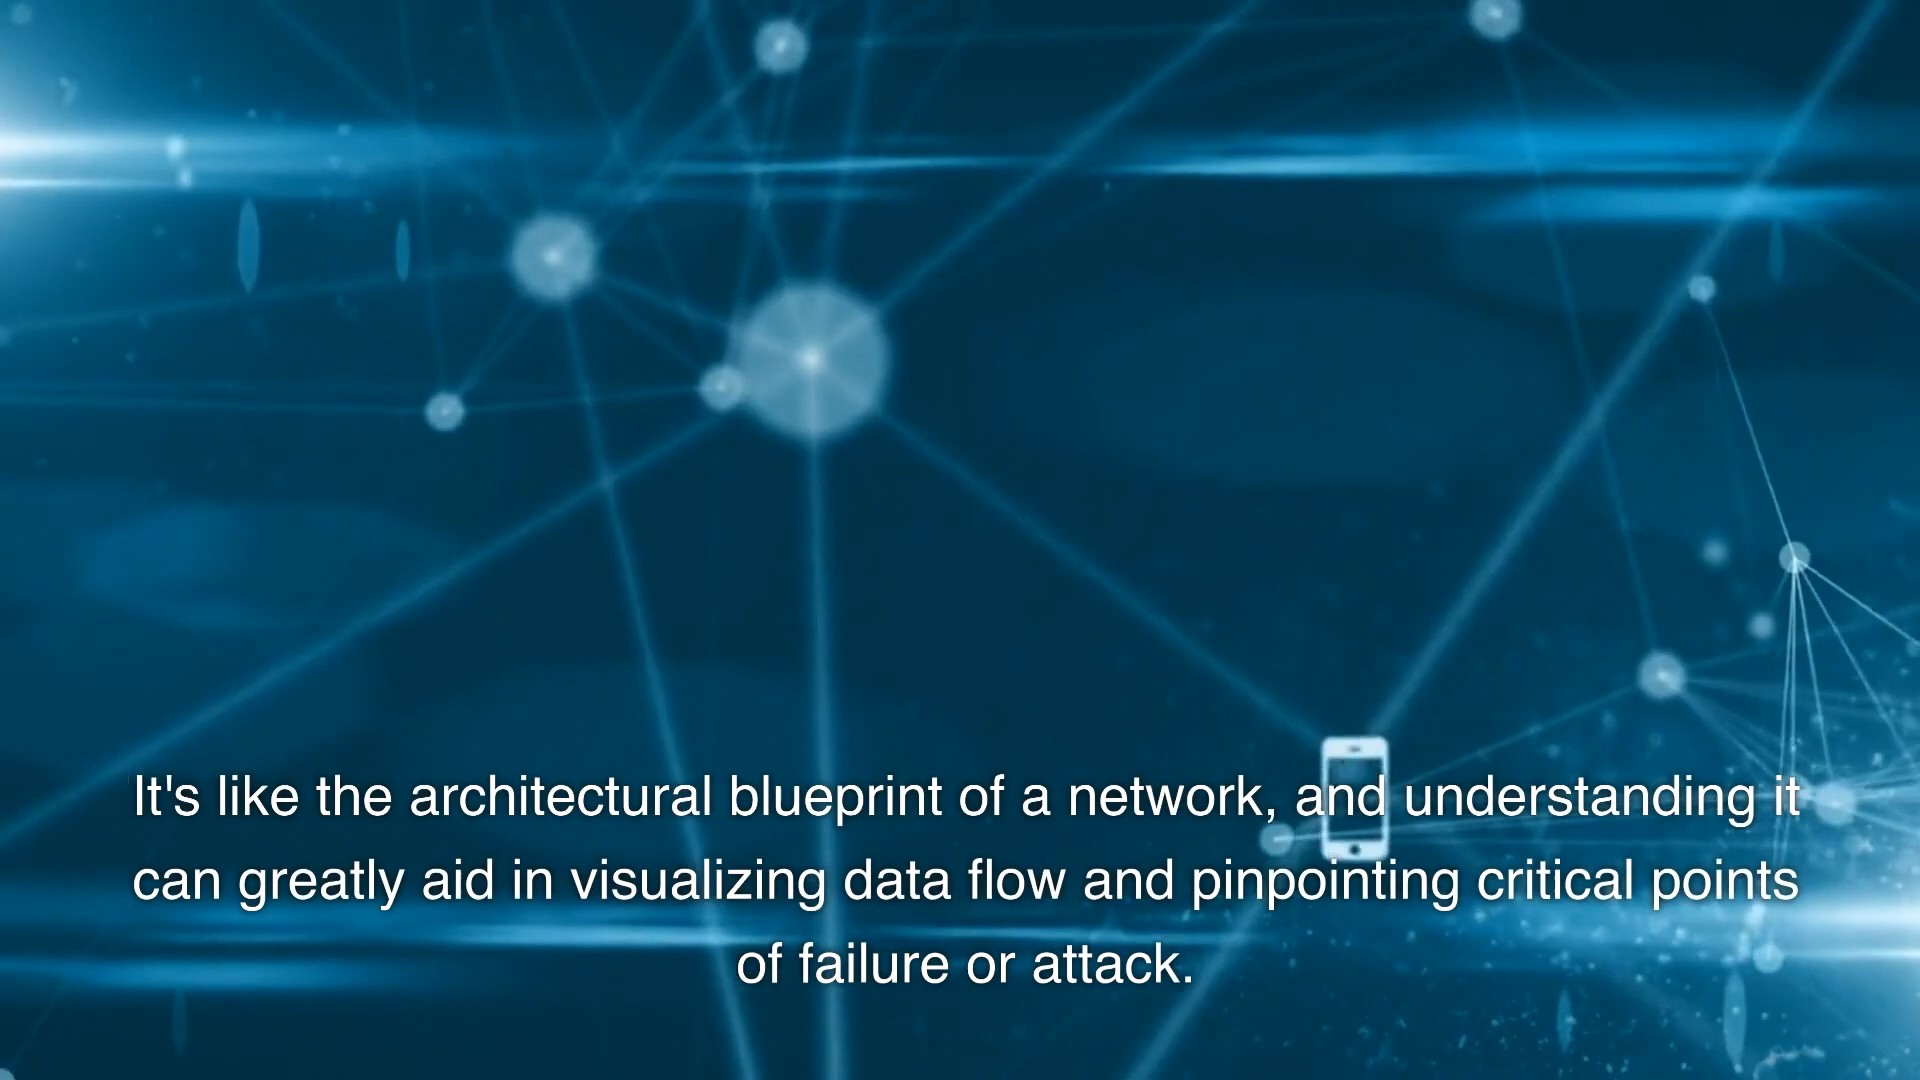 It's like the architectural blueprint of a network, and understanding it
can greatly aid in visualizing data flow and pinpointing critical points
of failure or attack.